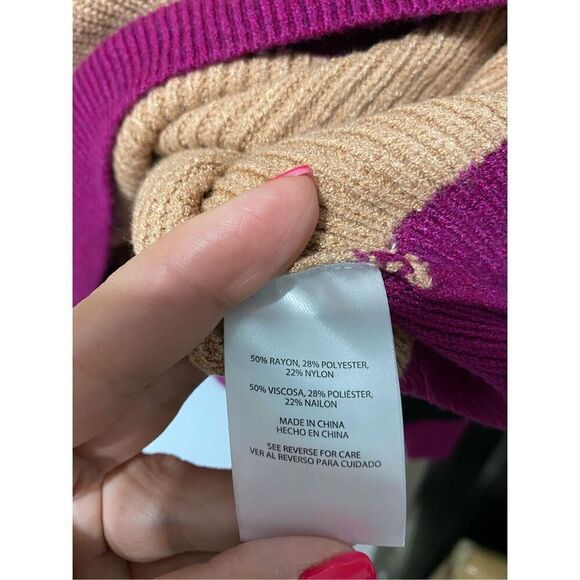 50% RAYON, 28% POLYESTER,
22% NYLON
50% VISCOSA, 28% POLIÉSTER,
22% NAILON
MADE IN CHINA
HECHO EN CHINA
SEE REVERSE FOR CARE
VER AL REVERSO PARA CUIDADO